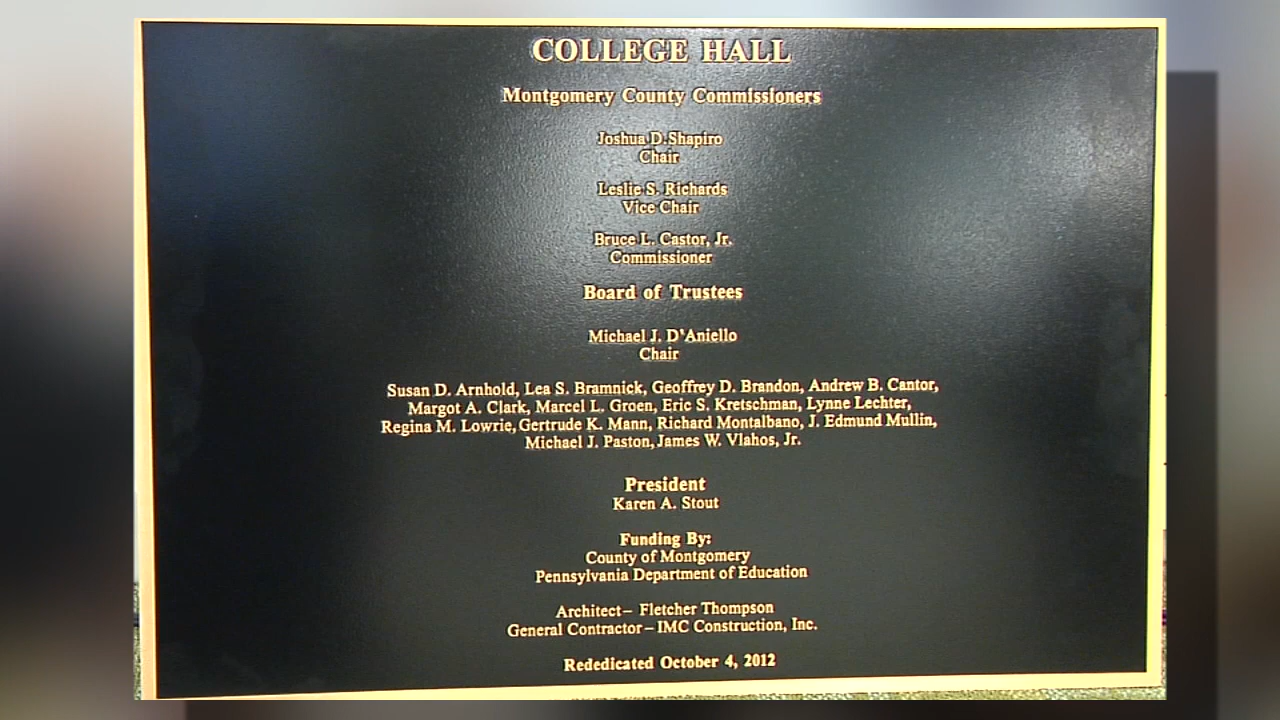 COLLEGE HALL
Montgomery County Commissioners
Joshua D.Shapiro
Chair
Leslie S. Richards
Vice Chair
Bruce L. Castor, Jr.
Commissioner
Board of Trustees
Michael J. D'Aniello
Chair
Susan D. Arnhold, Lea S. Bramnick, Geoffrey D. Brandon, Andrew B. Cantor,
Margot A. Clark, Marcel L. Groen, Eric S. Kretschman, Lynne Lechter,
Regina M. Lowrie, Gertrude K. Mann, Richard Montalbano, J. Edmund Mullin,
Michael J. Paston, James W. Vlahos, Jr.
President
Karen A. Stout
Funding By:
County of Montgomery
Pennsylvania Department of Education
Architect– Fletcher Thompson
General Contractor– IMC Construction, Inc.
Rededicated October 4, 2012